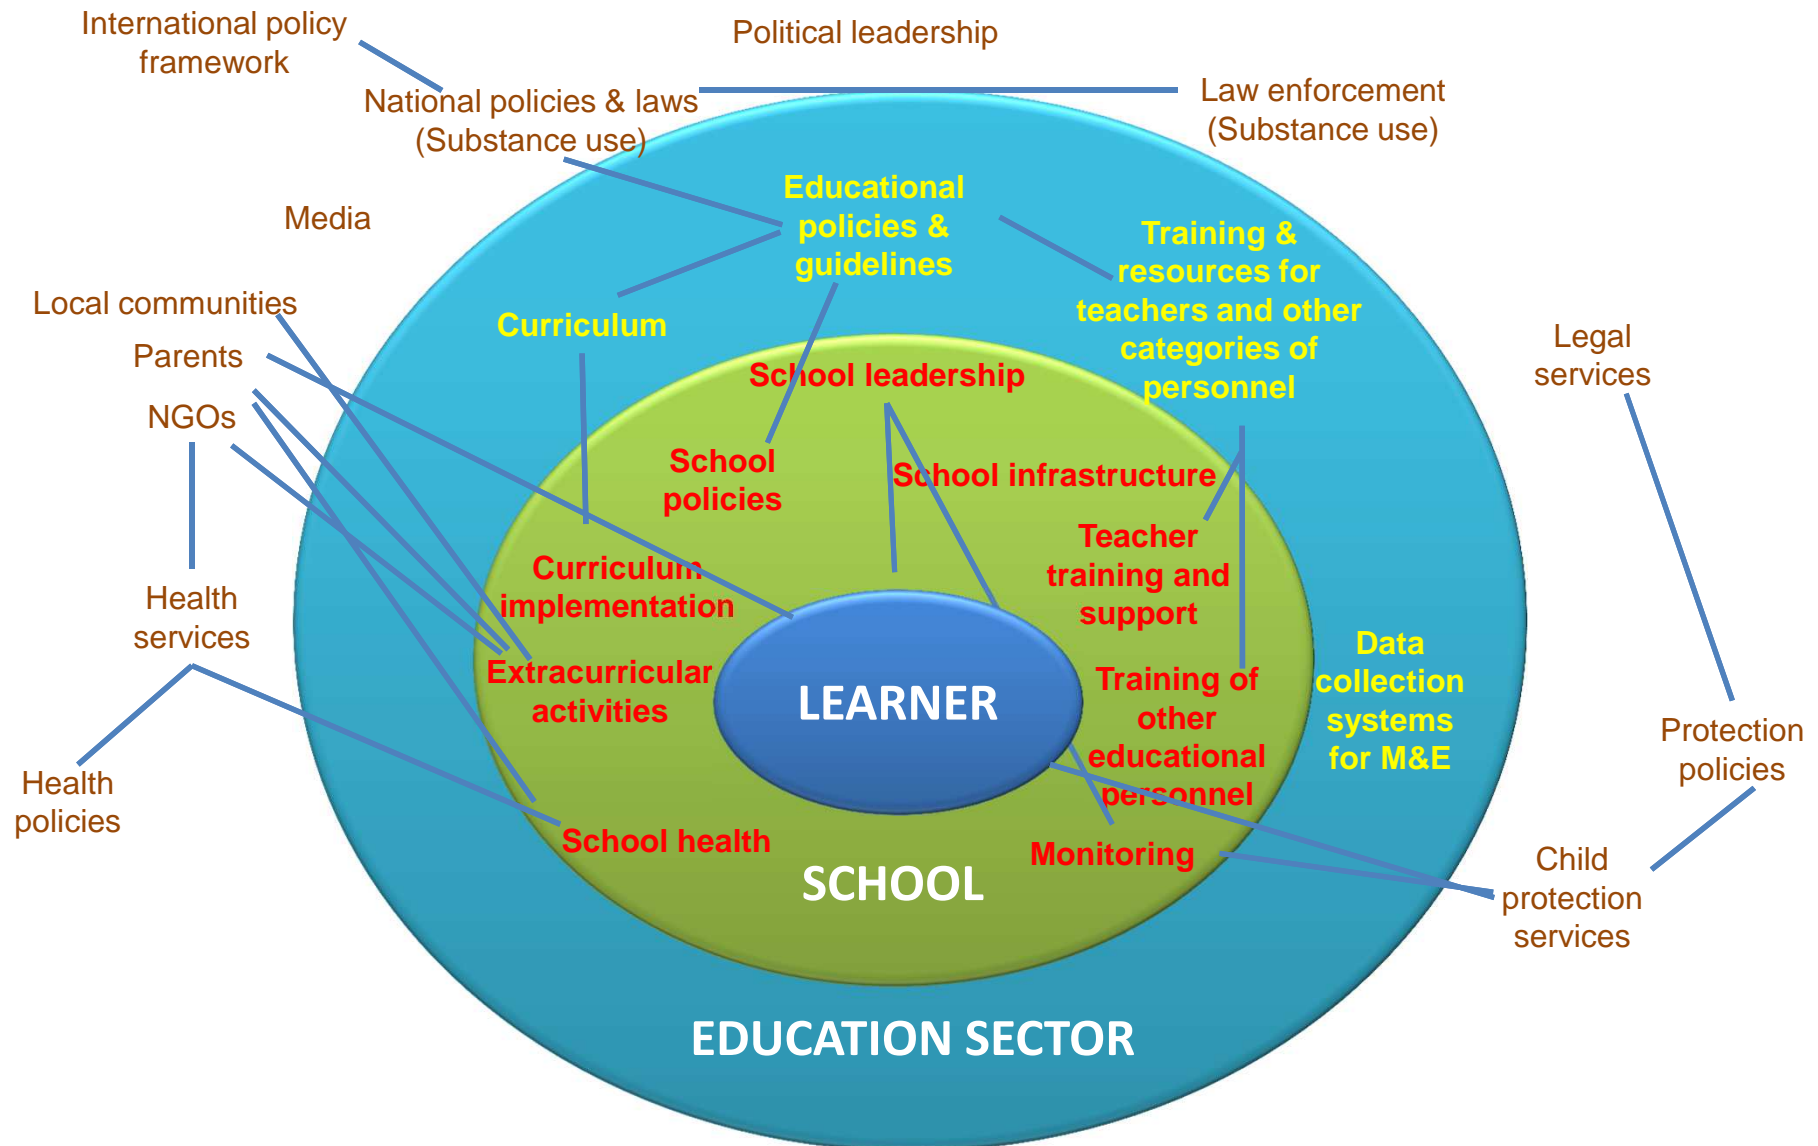 International policy
framework
Political leadership
National policies & laws
(Substance use)
Law enforcement
(Substance use)
Media
Educational
policies &
guidelines
Training &
resources for
teachers and other
categories of
personnel
Local communities
Parents
NGOs
Curriculum
Legal
services
School leadership
School
policies
School infrastructure
Curriculum
implementation
Teacher
training and
support
Health
services
Extracurricular
activities
LEARNER
Training of
other
educational
personnel
Data
collection
systems
for M&E
Protection
policies
Health
policies
School health
Monitoring
Child
protection
services
SCHOOL
EDUCATION SECTOR